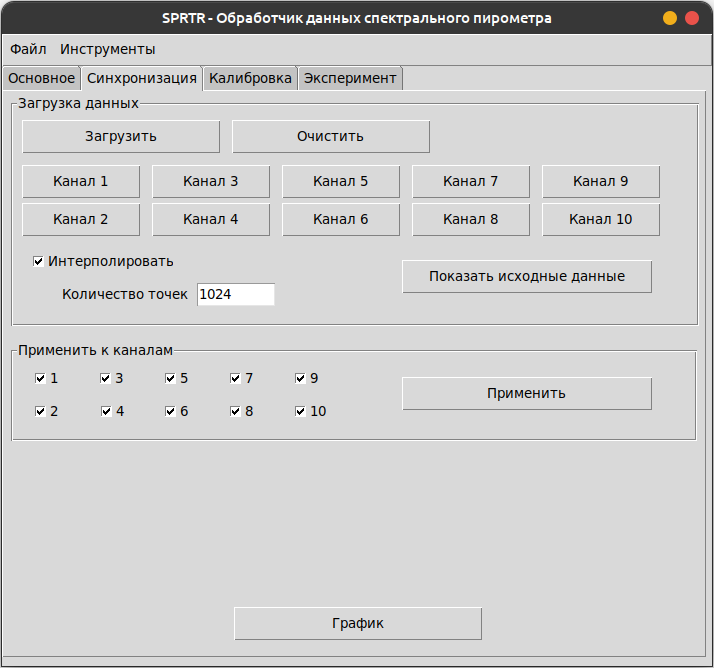 SPRTR - Обработчик данных спектрального пирометра
Файл Инструменты
Основное Синхронизация Калибровка Эксперимент
Загрузка данных
Загрузить Очистить
Канал 1 Канал 3 Канал 5 Канал 7 Канал 9
Канал 2 Канал 4 Канал 6 Канал 8 Канал 10
Интерполировать
Показать исходные данные
Количество точек 1024
Применить к каналам
1 3 5 7 9
Применить
2 4 6 8 10
График